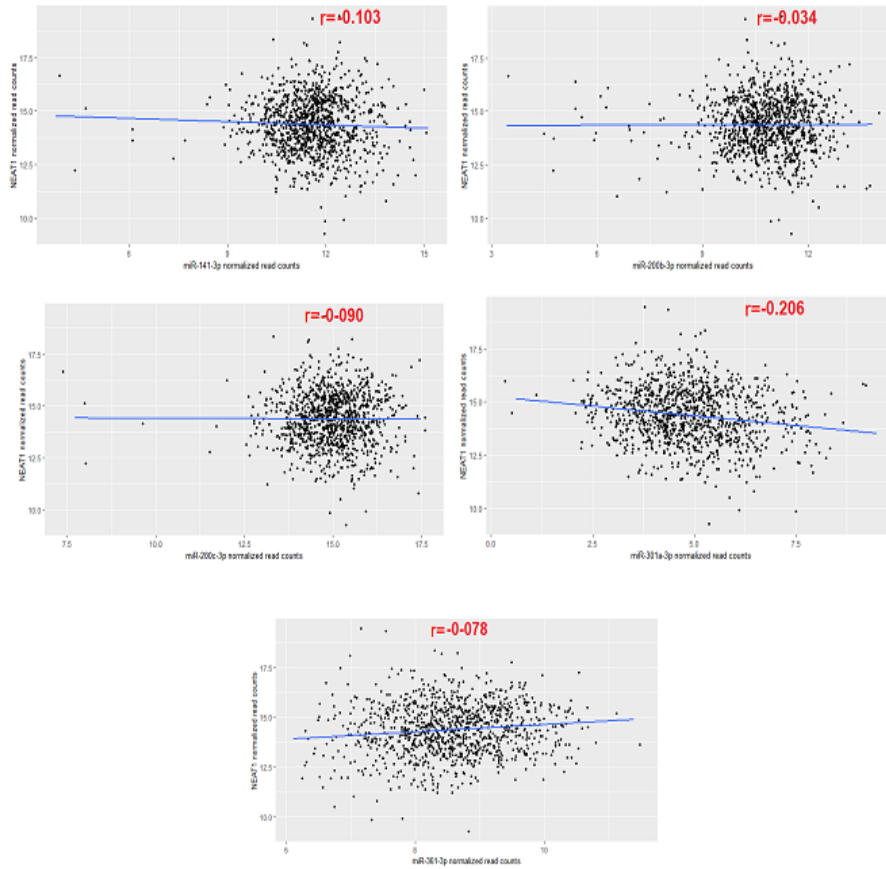 r=-0.103
NEAT1 normalized read counts
17.5
15.0
12.5
10.0
6
9
12
15
miR-141-3p normalized read counts
r=-0.034
NEAT1 normalized read counts
17.5
15.0
12.5
10.0
3
6
9
12
miR-200b-3p normalized read counts
r=-0-090
NEAT1 normalized read counts
17.5
15.0
12.5
10.0
7.5
10.0
12.5
15.0
17.5
miR-200c-3p normalized read counts
r=-0.206
NEAT1 normalized read counts
17.5
15.0
12.5
10.0
0.0
2.5
5.0
7.5
miR-301a-3p normalized read counts
r=-0-078
NEAT1 normalized read counts
17.5
15.0
12.5
10.0
6
8
10
miR-361-3p normalized read counts